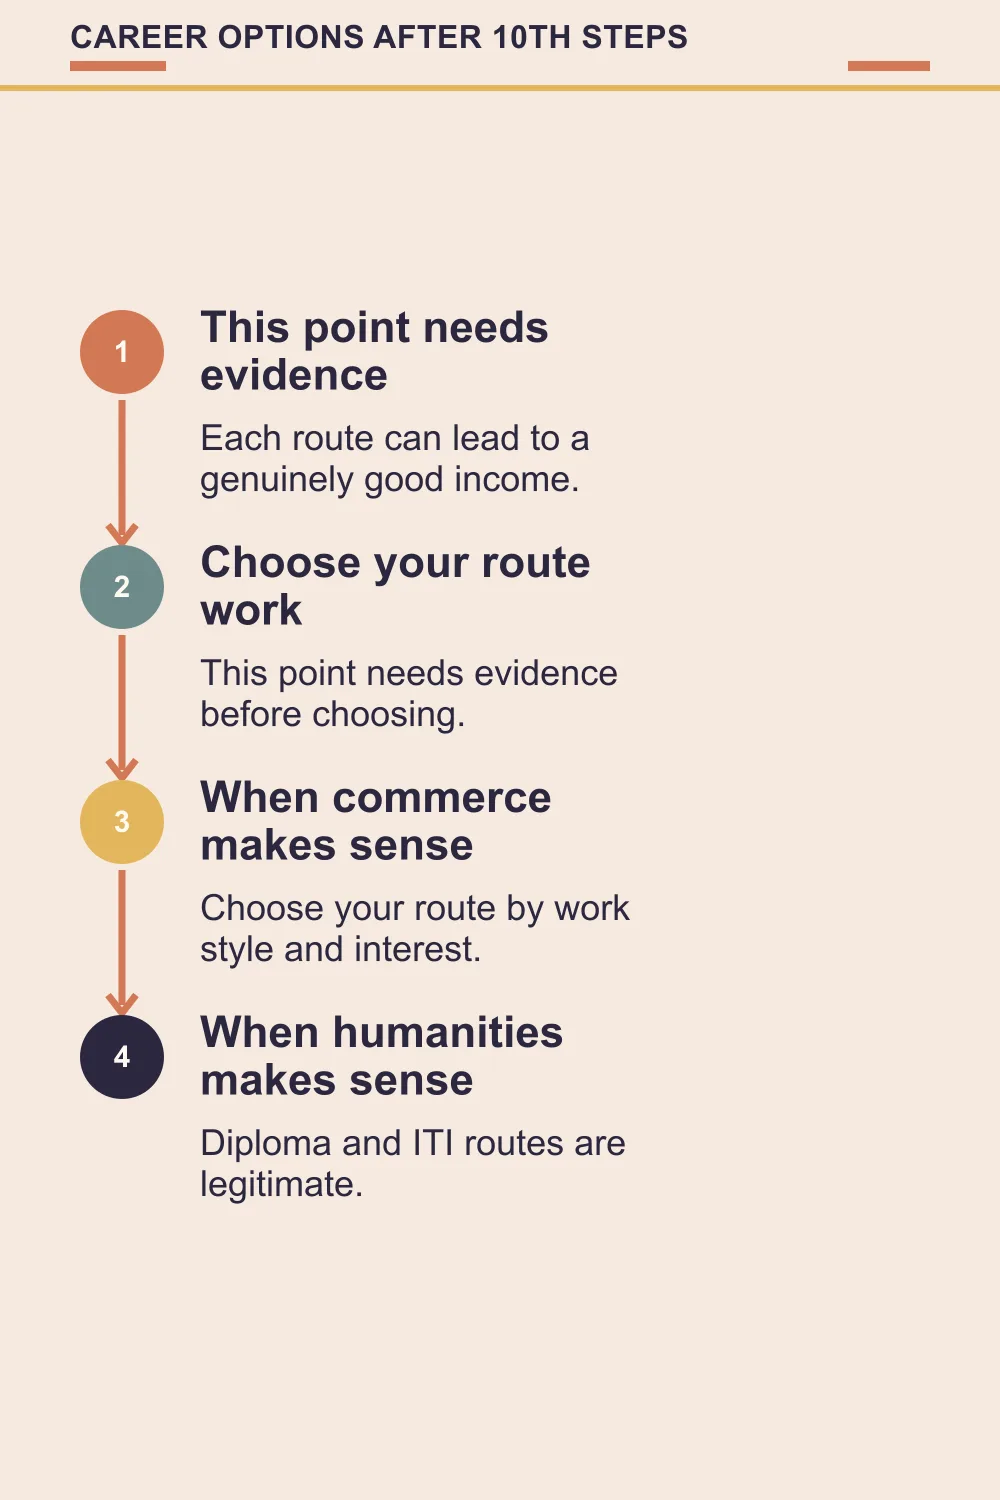 CAREER OPTIONS AFTER 10TH STEPS
1
This point needs
evidence
Each route can lead to a
genuinely good income.
2
Choose your route
work
This point needs evidence
before choosing.
3
When commerce
makes sense
Choose your route by work
style and interest.
4
When humanities
makes sense
Diploma and ITI routes are
legitimate.